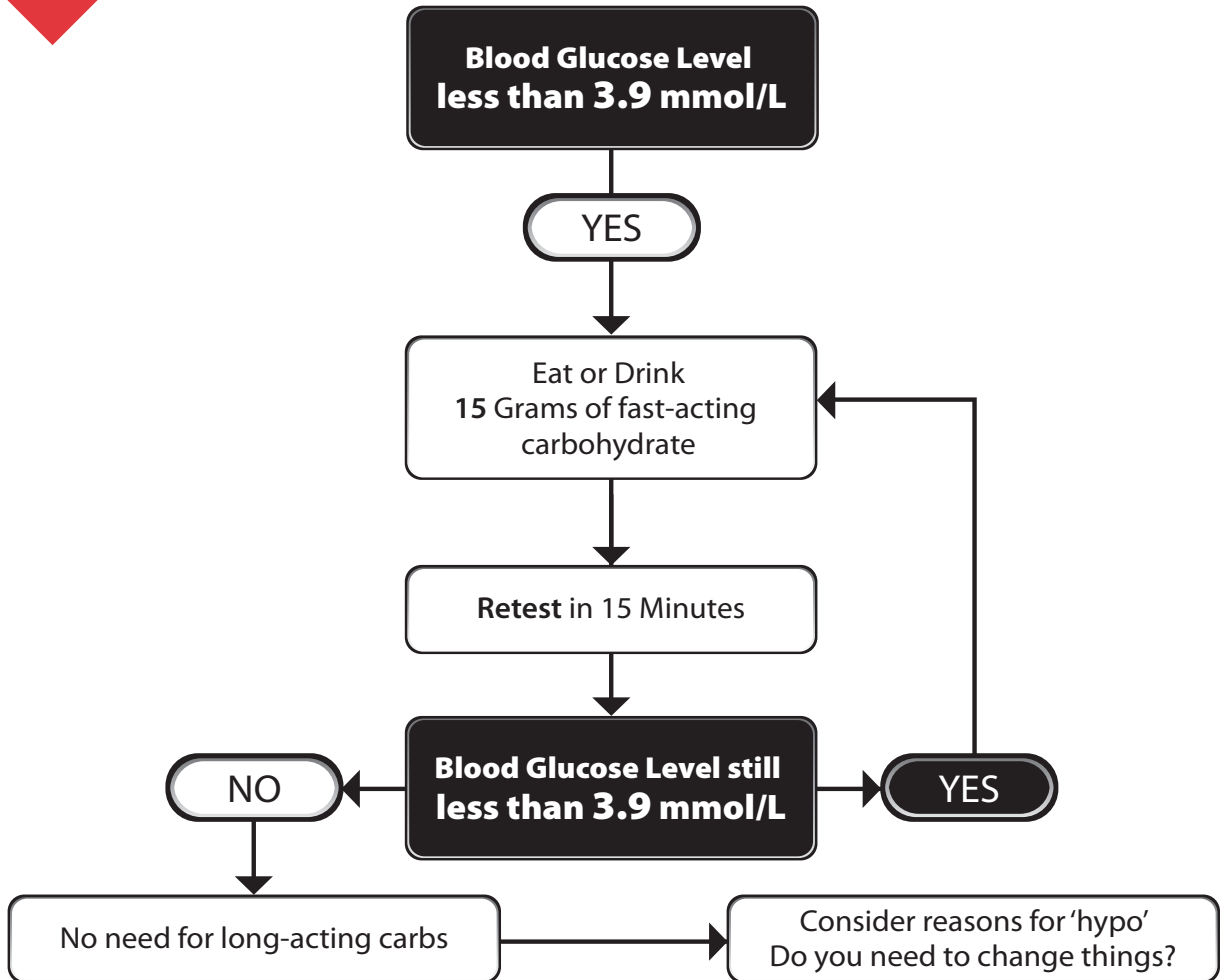 Blood Glucose Level
less than 3.9 mmol/L
YES
Eat or Drink
15 Grams of fast-acting
carbohydrate
Retest in 15 Minutes
Blood Glucose Level still
less than 3.9 mmol/L
NO
YES
No need for long-acting carbs
Consider reasons for ‘hypo’
Do you need to change things?